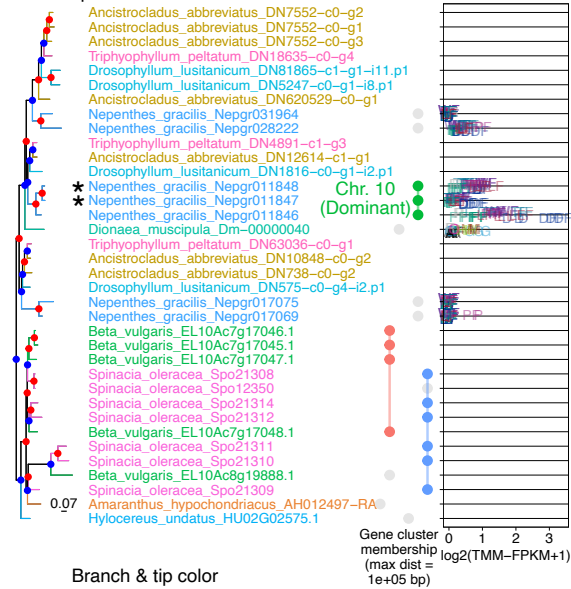 Ancistrocladus_abbreviatus_DN7552-c0-g2
Ancistrocladus_abbreviatus_DN7552-c0-g1
Ancistrocladus_abbreviatus_DN7552-c0-g3
Triphyophyllum_peltatum_DN18635-c0-g4
Drosophyllum_lusitanicum_DN81865-c1-g1-i11.p1
Drosophyllum_lusitanicum_DN5247-c0-g1-i8.p1
Ancistrocladus_abbreviatus_DN620529-c0-g1
Nepenthes_gracilis_Nepgr031964
Nepenthes_gracilis_Nepgr028222
Triphyophyllum_peltatum_DN4891-c1-g3
Ancistrocladus_abbreviatus_DN12614-c1-g1
Drosophyllum_lusitanicum_DN1816-c0-g1-i2.p1
* Nepenthes_gracilis_Nepgr011848
* Nepenthes_gracilis_Nepgr011847
Nepenthes_gracilis_Nepgr011846
Chr. 10
(Dominant)
Dionaea_muscipula_Dm-00000040
Triphyophyllum_peltatum_DN63036-c0-g1
Ancistrocladus_abbreviatus_DN10848-c0-g2
Ancistrocladus_abbreviatus_DN738-c0-g2
Drosophyllum_lusitanicum_DN575-c0-g4-i2.p1
Nepenthes_gracilis_Nepgr017075
Nepenthes_gracilis_Nepgr017069
Beta_vulgaris_EL10Ac7g17046.1
Beta_vulgaris_EL10Ac7g17045.1
Beta_vulgaris_EL10Ac7g17047.1
Spinacia_oleracea_Spo21308
Spinacia_oleracea_Spo12350
Spinacia_oleracea_Spo21314
Spinacia_oleracea_Spo21312
Beta_vulgaris_EL10Ac7g17048.1
Spinacia_oleracea_Spo21311
Spinacia_oleracea_Spo21310
Beta_vulgaris_EL10Ac8g19888.1
Spinacia_oleracea_Spo21309
0.07
Amaranthus_hypochondriacus_AH012497-RA
Hylocereus_undatus_HU02G02575.1
Gene cluster
membership
(max dist =
1e+05 bp)
0 1 2 3
log2(TMM-FPKM+1)
Branch & tip color